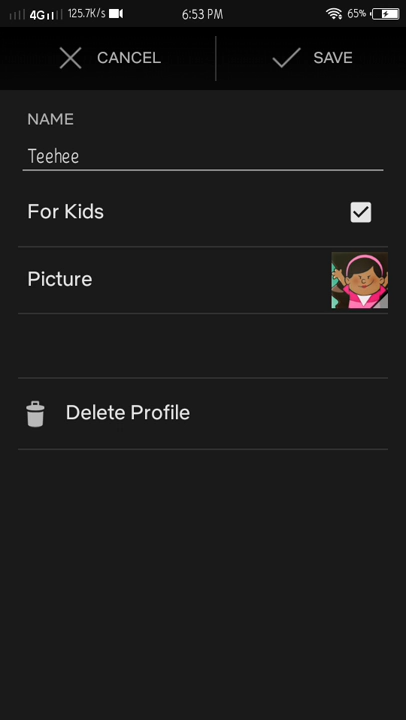 4G 125.7K/s 6:53 PM 65%
CANCEL SAVE
NAME
Teehee
For Kids
Picture
Delete Profile